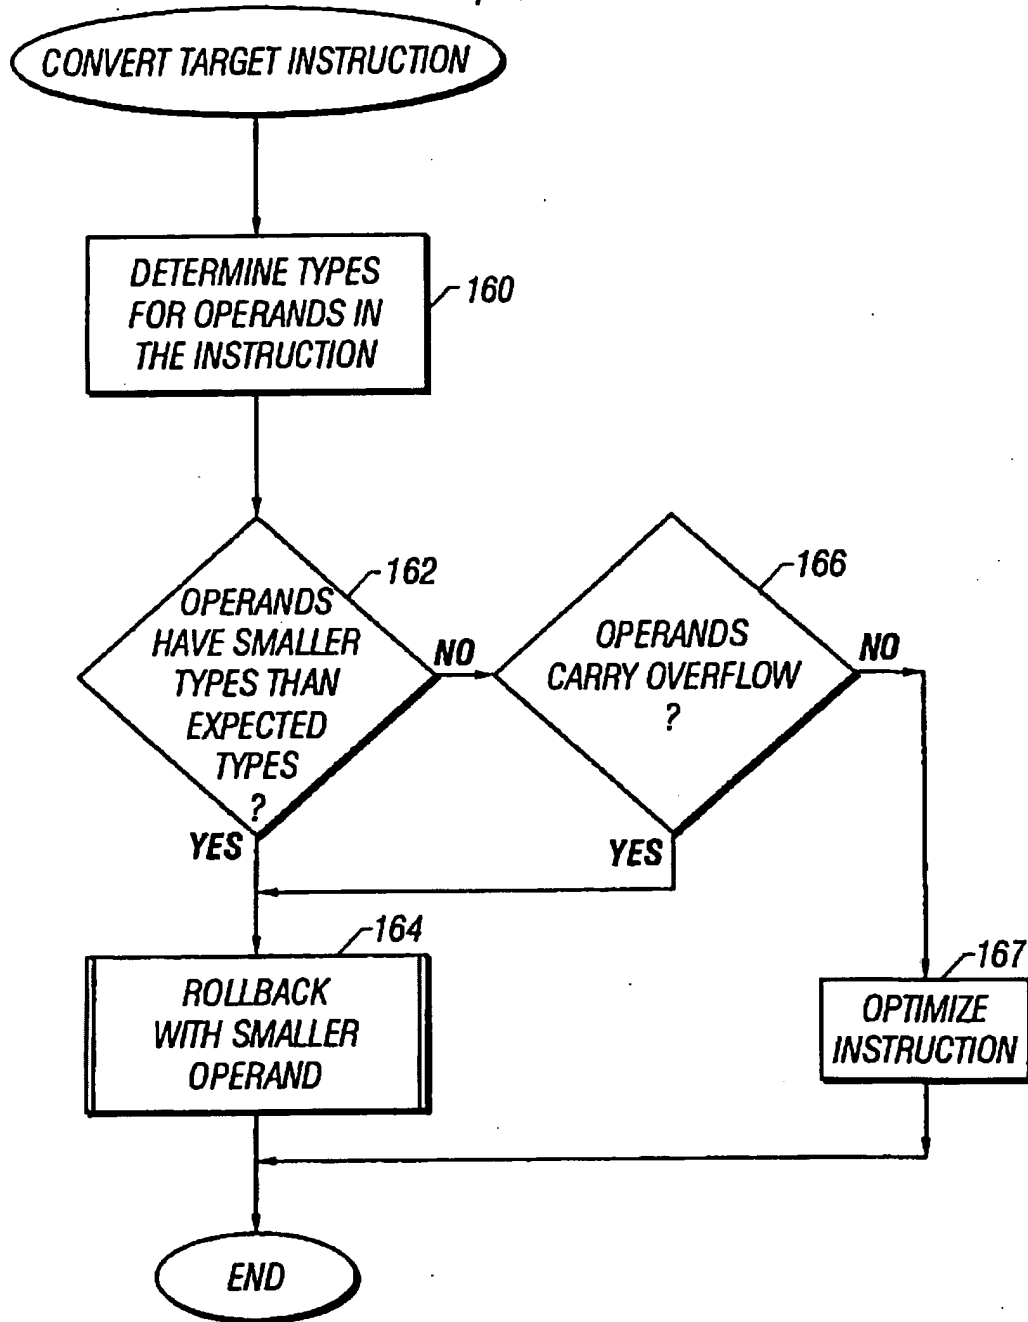 CONVERT TARGET INSTRUCTION
DETERMINE TYPES
FOR OPERANDS IN
THE INSTRUCTION
160
OPERANDS
HAVE SMALLER
TYPES THAN
EXPECTED
TYPES
?
162
NO
YES
OPERANDS
CARRY OVERFLOW
?
166
NO
YES
ROLLBACK
WITH SMALLER
OPERAND
164
OPTIMIZE
INSTRUCTION
167
END